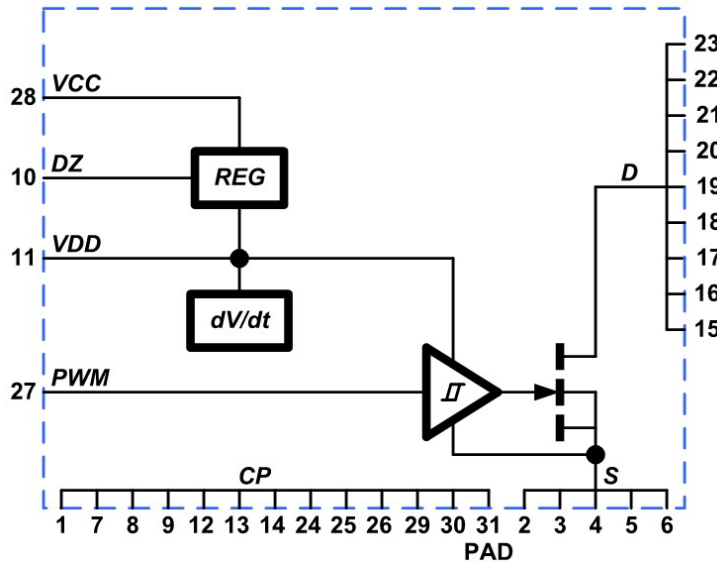 23
28 VCC 22
21
20
10 DZ REG D 19
18
11 VDD 17
16
dV/dt 15
27 PWM
CP S
1 7 8 9 12 13 14 24 25 26 29 30 31 2 3 4 5 6
PAD